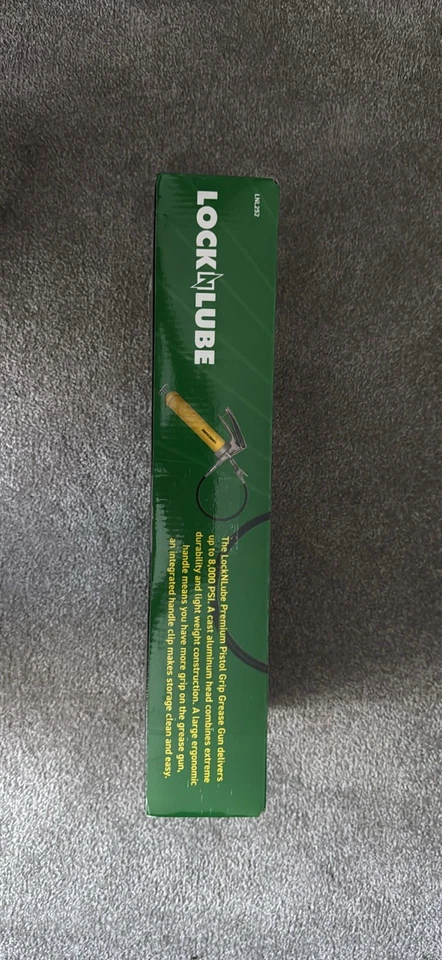 LNL252
LOCKNLUBE
The LockNLube Premium Pistol Grip Grease Gun delivers
up to 8,000 PSI. A cast aluminum head combines extreme
durability and light weight construction. A large ergonomic
handle means you have more grip on the grease gun,
an integrated handle clip makes storage clean and easy.